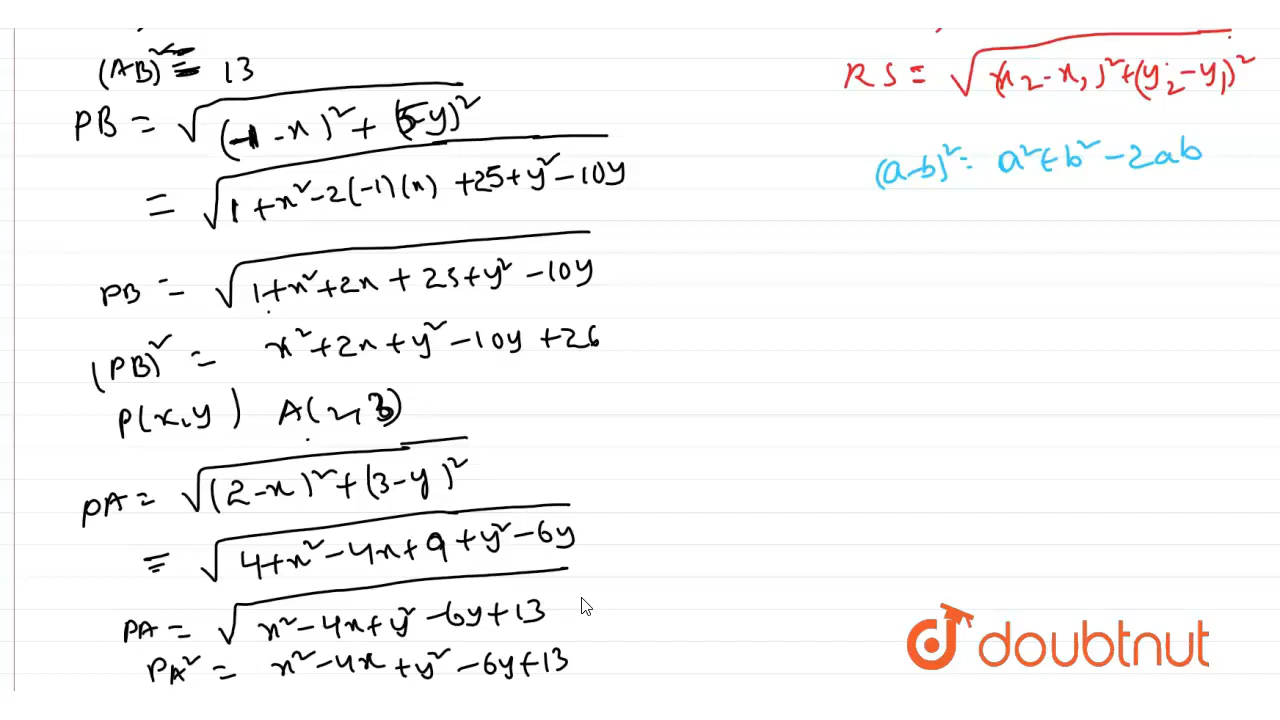 (AB)² = 13
PB = √(-1 - x)² + (5-y)²
= √1 + x² - 2(-1)(x) + 25 + y² - 10y
PB = √1 + x² + 2x + 25 + y² - 10y
(PB)² = x² + 2x + y² - 10y + 26
P(x,y) A(2,3)
PA = √(2-x)² + (3-y)²
= √4 + x² - 4x + 9 + y² - 6y
PA = √x² - 4x + y² - 6y + 13
PA² = x² - 4x + y² - 6y + 13
RS = √(x₂ - x₁)² + (y₂ - y₁)²
(a-b)² = a² + b² - 2ab
doubtnut